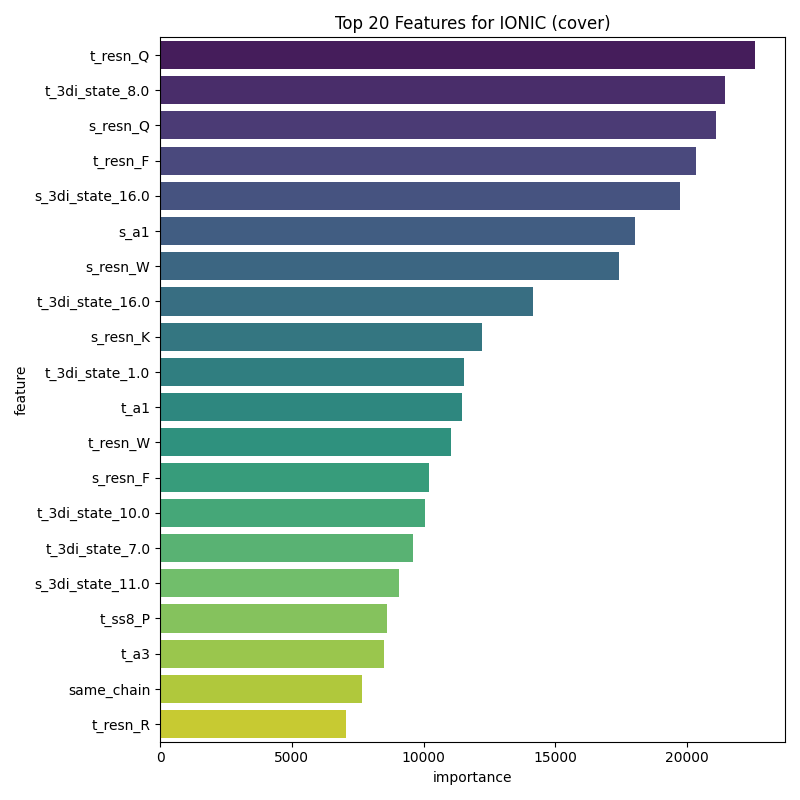 Top 20 Features for IONIC (cover)
t_resn_Q
t_3di_state_8.0
s_resn_Q
t_resn_F
s_3di_state_16.0
s_a1
s_resn_W
t_3di_state_16.0
s_resn_K
t_3di_state_1.0
t_a1
t_resn_W
s_resn_F
t_3di_state_10.0
t_3di_state_7.0
s_3di_state_11.0
t_ss8_P
t_a3
same_chain
t_resn_R
feature
0 5000 10000 15000 20000
importance